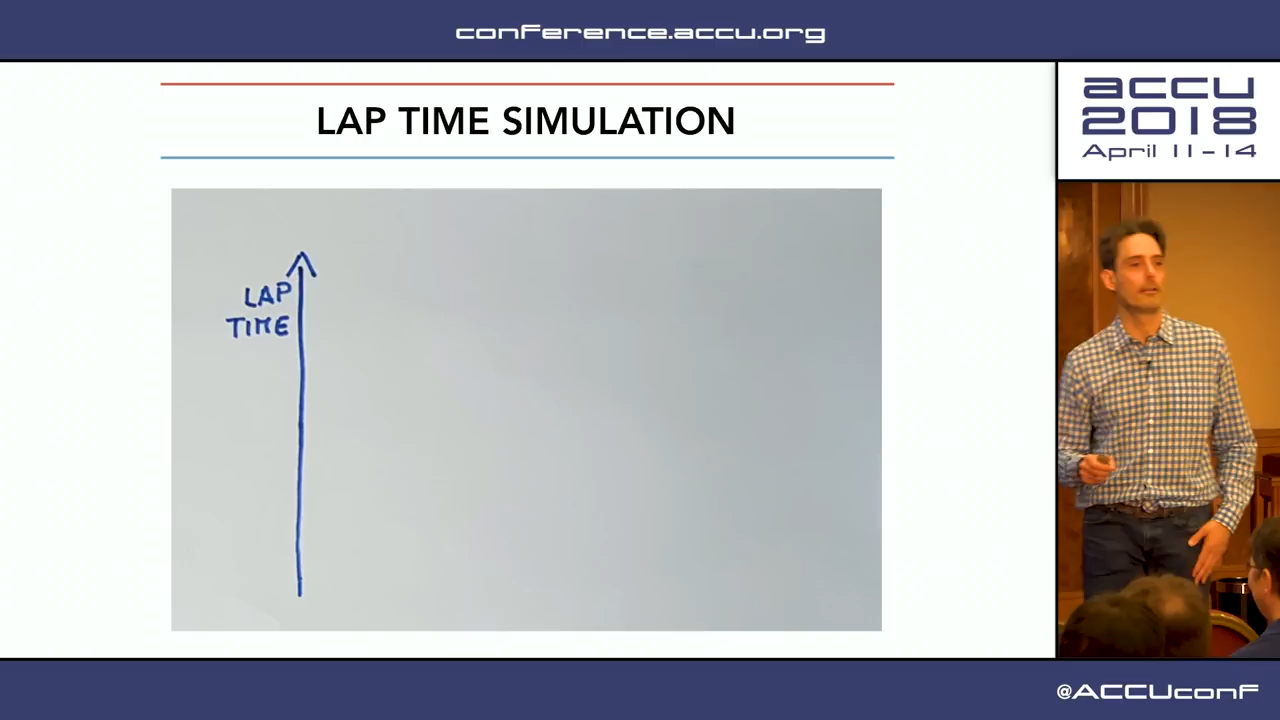 conference.accu.org
LAP TIME SIMULATION
LAP
TIME
accu
2018
April 11-14
@ACCUconf